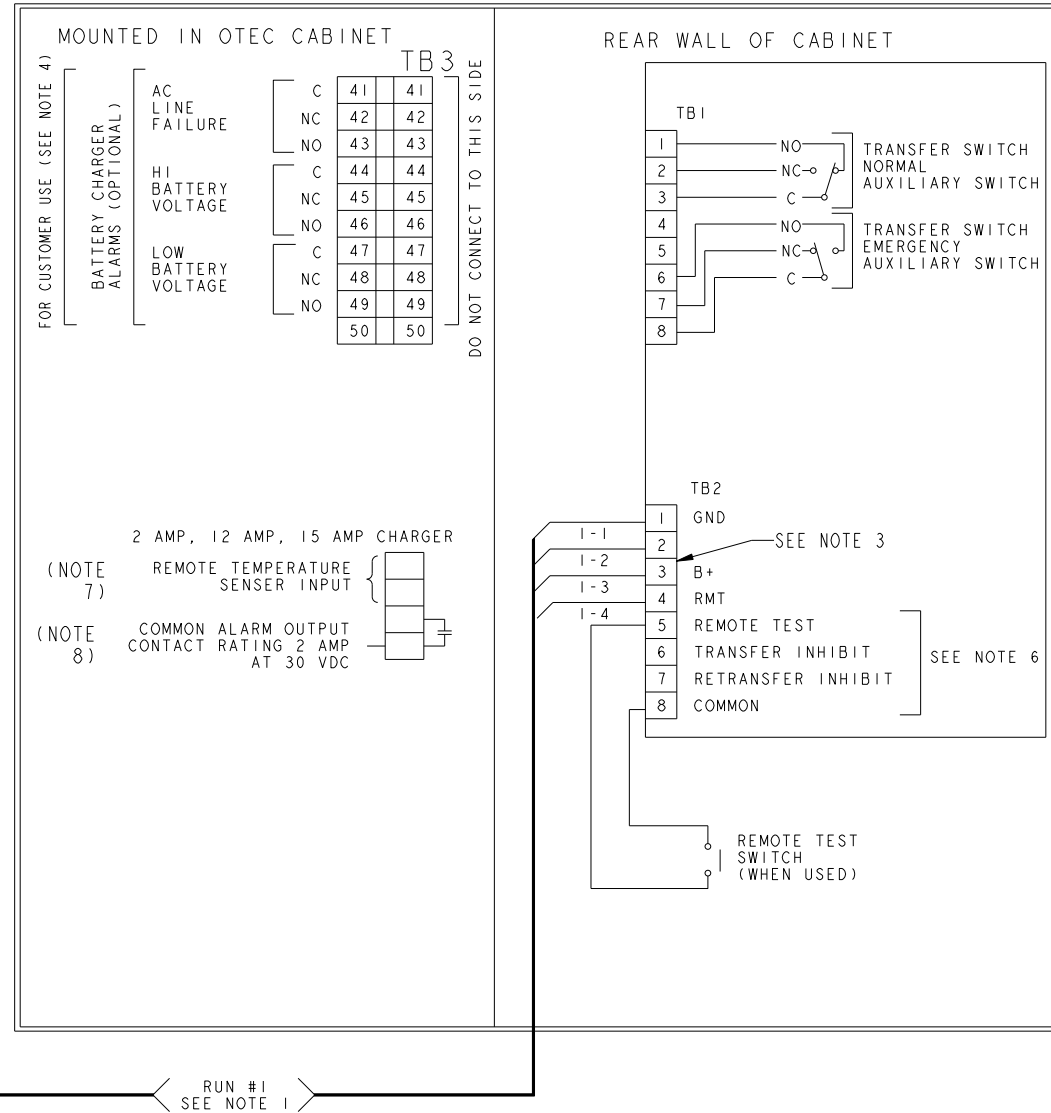 MOUNTED IN OTEC CABINET
TB3
FOR CUSTOMER USE (SEE NOTE 4)
BATTERY CHARGER
ALARMS (OPTIONAL)
AC
LINE
FAILURE
HI
BATTERY
VOLTAGE
LOW
BATTERY
VOLTAGE
C 41 41
NC 42 42
NO 43 43
C 44 44
NC 45 45
NO 46 46
C 47 47
NC 48 48
NO 49 49
50 50
DO NOT CONNECT TO THIS SIDE
2 AMP, 12 AMP, 15 AMP CHARGER
(NOTE
7)
REMOTE TEMPERATURE
SENSER INPUT
(NOTE
8)
COMMON ALARM OUTPUT
CONTACT RATING 2 AMP
AT 30 VDC
REAR WALL OF CABINET
TB1
1 NO
2 NC
3 C
TRANSFER SWITCH
NORMAL
AUXILIARY SWITCH
4 NO
5 NC
6 C
7
8
TRANSFER SWITCH
EMERGENCY
AUXILIARY SWITCH
TB2
1 GND
2
3 B+
4 RMT
5 REMOTE TEST
6 TRANSFER INHIBIT
7 RETRANSFER INHIBIT
8 COMMON
1-1
1-2
1-3
1-4
SEE NOTE 3
SEE NOTE 6
REMOTE TEST
SWITCH
(WHEN USED)
RUN #1
SEE NOTE 1